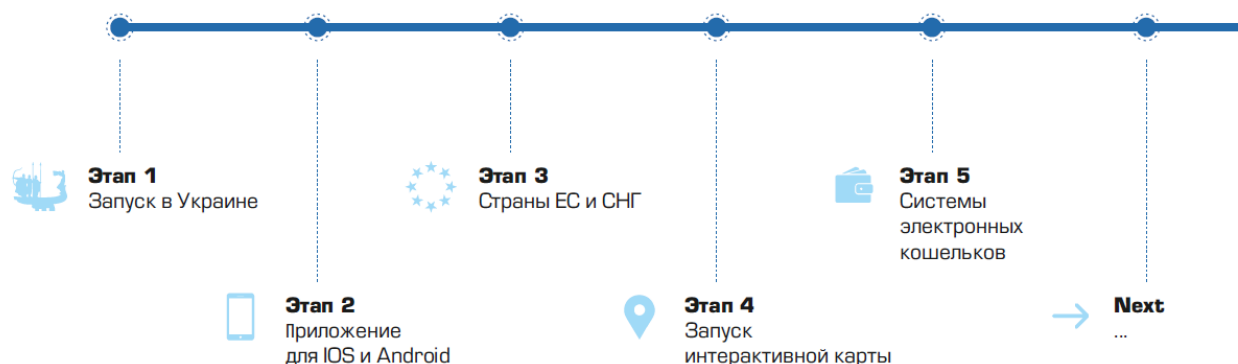 Этап 1
Запуск в Украине
Этап 2
Приложение
для IOS и Android
Этап 3
Страны ЕС и СНГ
Этап 4
Запуск
интерактивной карты
Этап 5
Системы
электронных
кошельков
Next
...